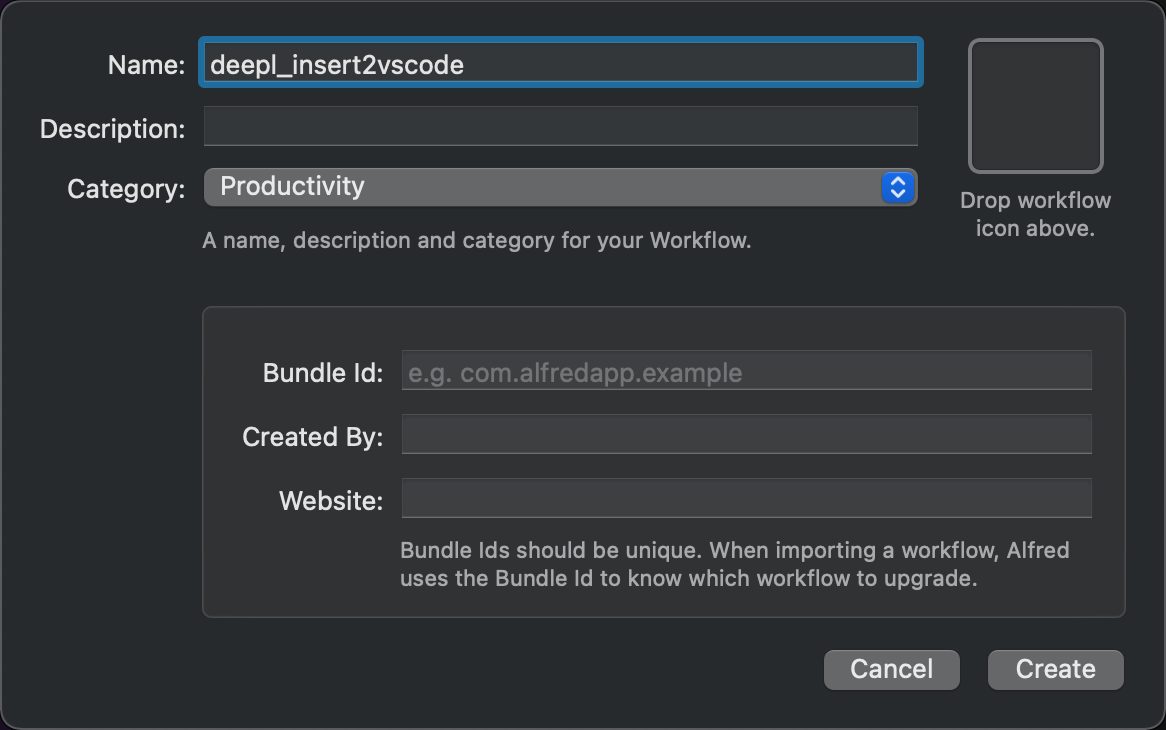 Name: deepl_insert2vscode
Description:
Category: Productivity
A name, description and category for your Workflow.
Drop workflow
icon above.
Bundle Id: e.g. com.alfredapp.example
Created By:
Website:
Bundle Ids should be unique. When importing a workflow, Alfred
uses the Bundle Id to know which workflow to upgrade.
Cancel Create